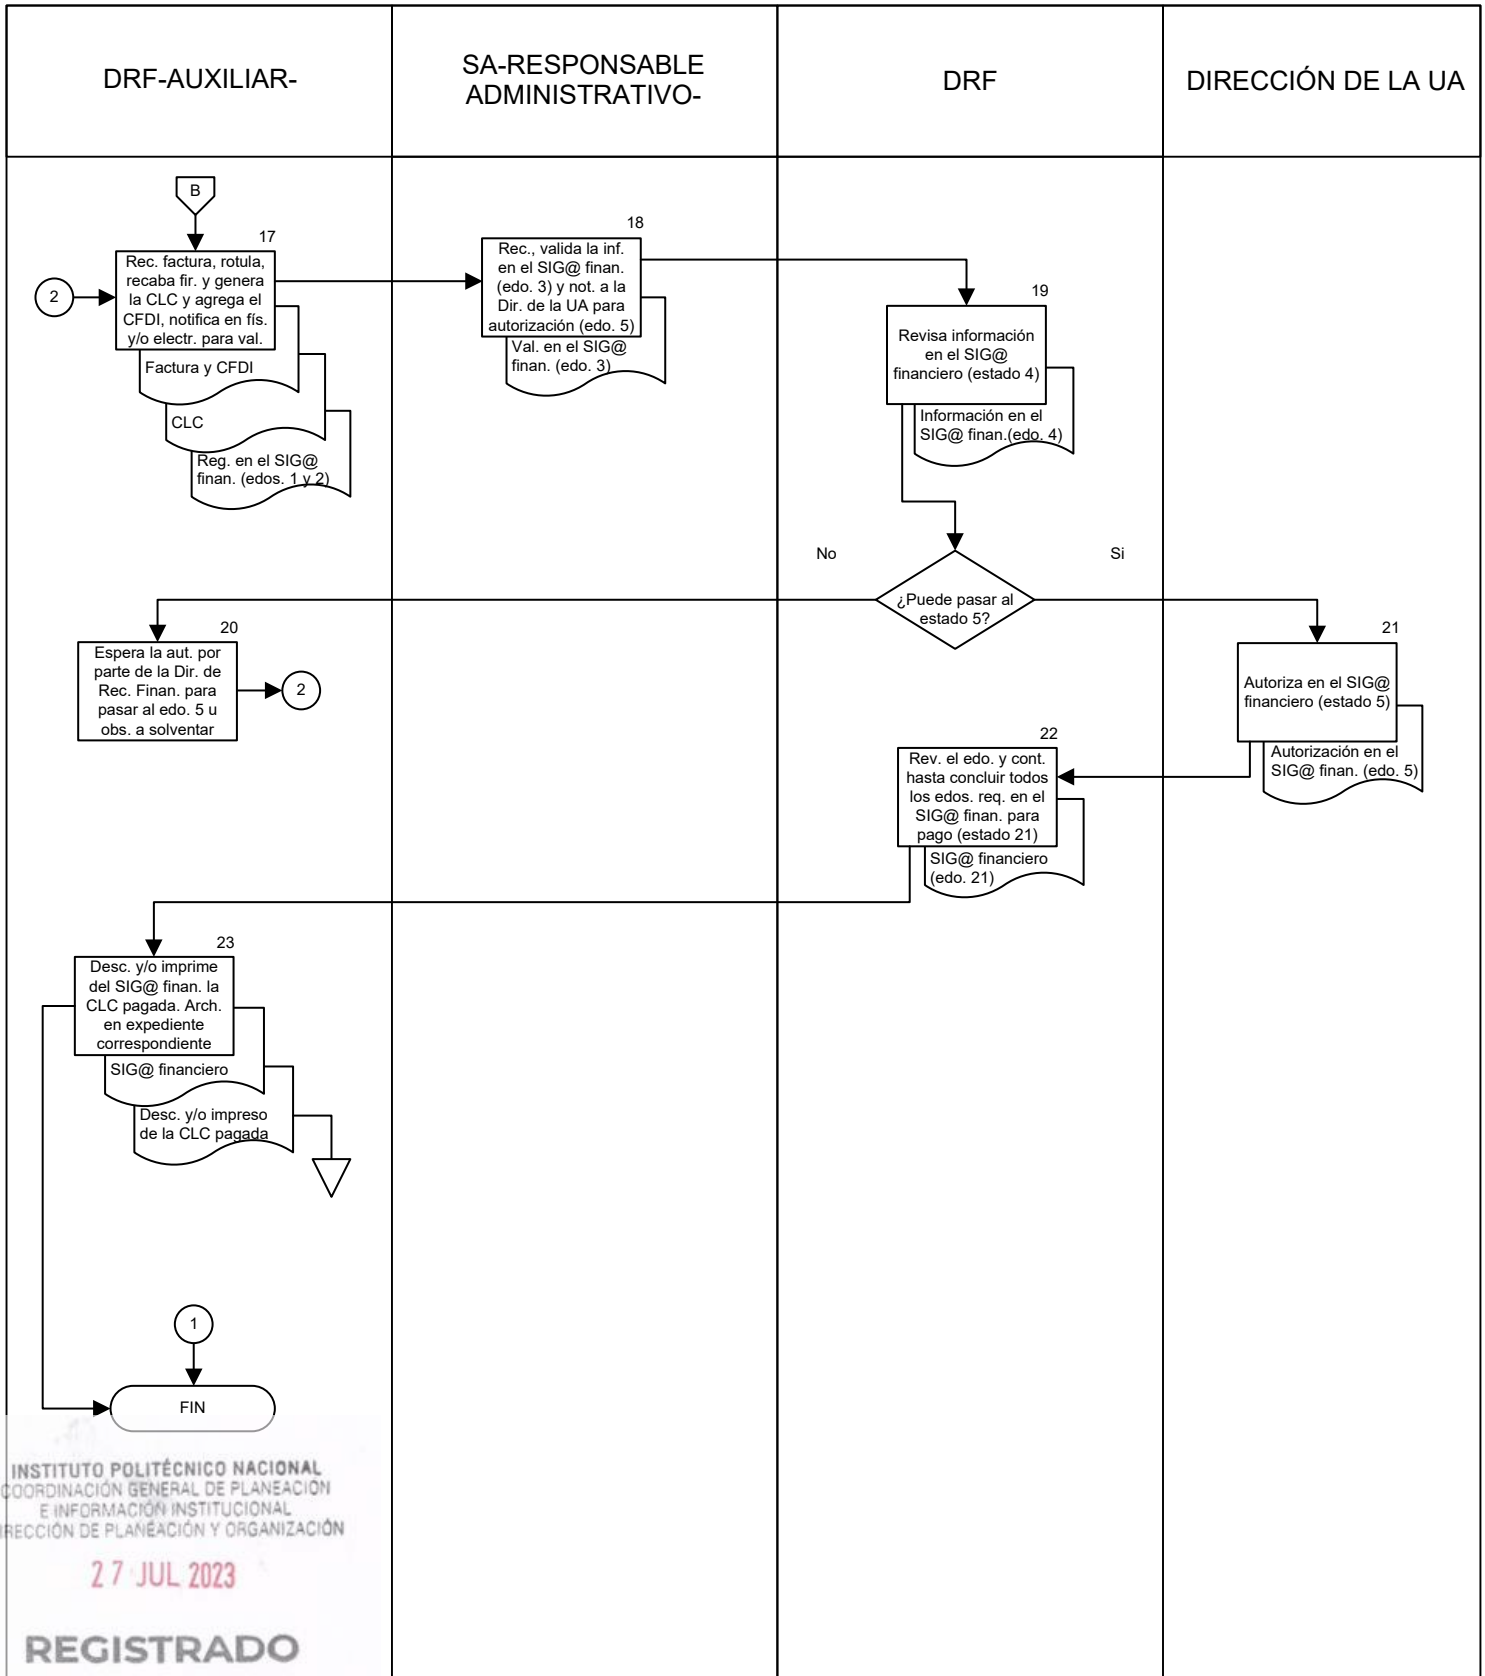 DRF-AUXILIAR-
SA-RESPONSABLE
ADMINISTRATIVO-
DRF
DIRECCIÓN DE LA UA
B
17
2
Rec. factura, rotula,
recaba fir. y genera
la CLC y agrega el
CFDI, notifica en fís.
y/o electr. para val.
Factura y CFDI
CLC
Reg. en el SIG@
finan. (edos. 1 y 2)
18
Rec., valida la inf.
en el SIG@ finan.
(edo. 3) y not. a la
Dir. de la UA para
autorización (edo. 5)
Val. en el SIG@
finan. (edo. 3)
19
Revisa información
en el SIG@
financiero (estado 4)
Información en el
SIG@ finan.(edo. 4)
No
Si
¿Puede pasar al
estado 5?
20
Espera la aut. por
parte de la Dir. de
Rec. Finan. para
pasar al edo. 5 u
obs. a solventar
2
21
Autoriza en el SIG@
financiero (estado 5)
Autorización en el
SIG@ finan. (edo. 5)
22
Rev. el edo. y cont.
hasta concluir todos
los edos. req. en el
SIG@ finan. para
pago (estado 21)
SIG@ financiero
(edo. 21)
23
Desc. y/o imprime
del SIG@ finan. la
CLC pagada. Arch.
en expediente
correspondiente
SIG@ financiero
Desc. y/o impreso
de la CLC pagada
1
FIN
INSTITUTO POLITÉCNICO NACIONAL
COORDINACIÓN GENERAL DE PLANEACIÓN
E INFORMACIÓN INSTITUCIONAL
IRECCIÓN DE PLANEACIÓN Y ORGANIZACIÓN
27 JUL 2023
REGISTRADO